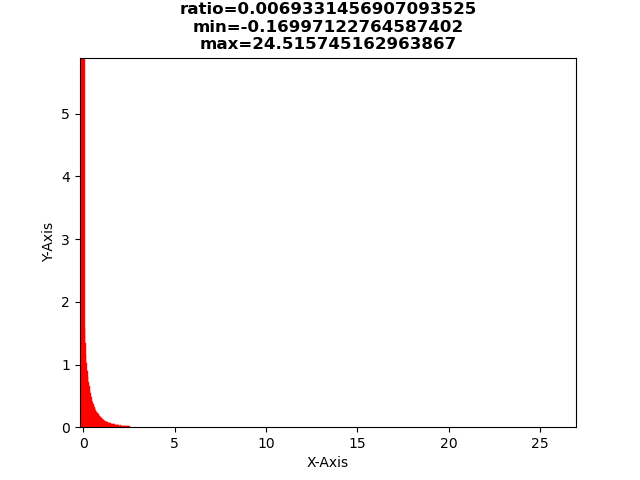 ratio=0.0069331456907093525
min=-0.16997122764587402
max=24.515745162963867
5
4
3
2
1
0
Y-Axis
0 5 10 15 20 25
X-Axis